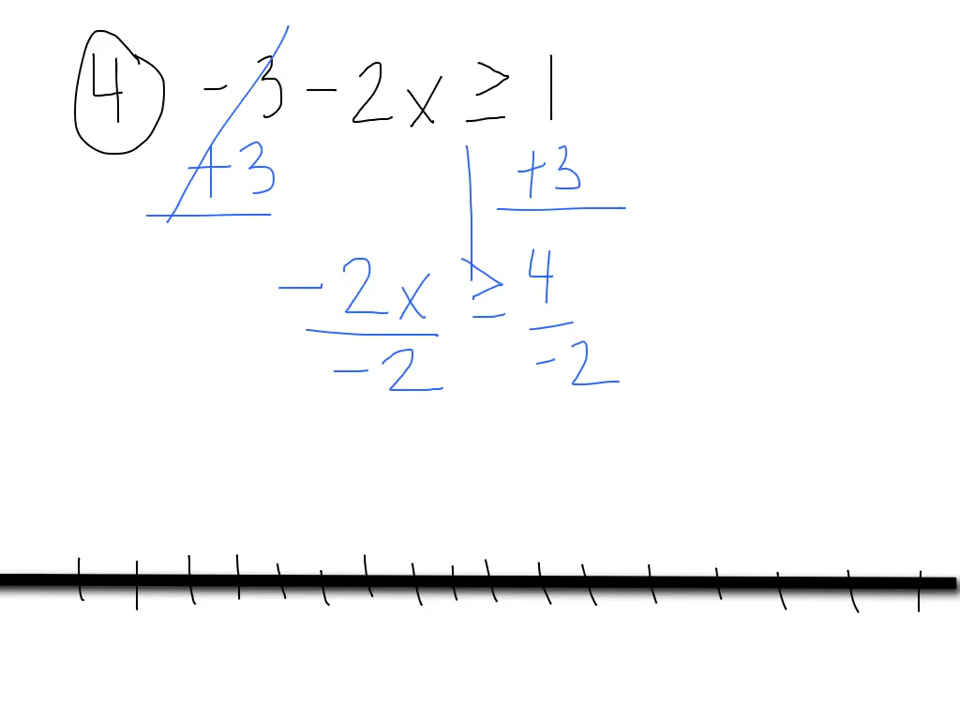 4 -3-2x ≥ 1
+3 +3
-2x ≥ 4
-2 -2